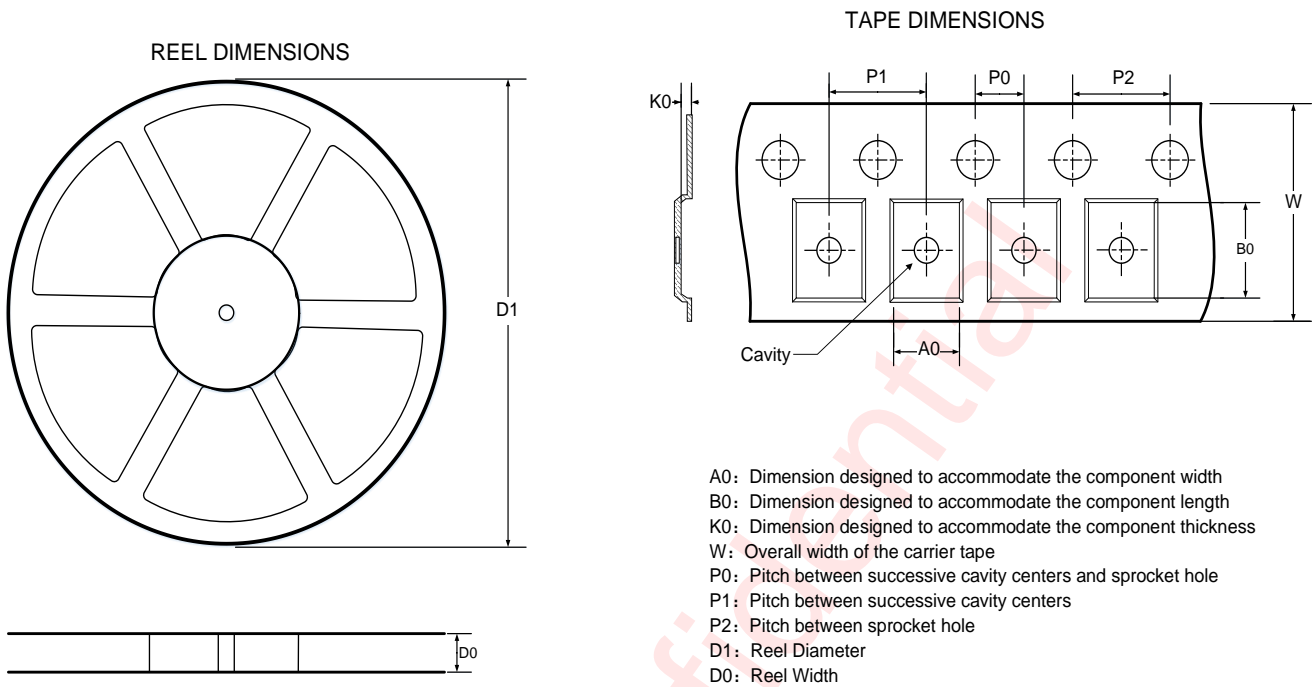 TAPE DIMENSIONS
REEL DIMENSIONS
P1
P0
P2
K0
W
B0
D1
Cavity
A0
A0：Dimension designed to accommodate the component width
B0：Dimension designed to accommodate the component length
K0：Dimension designed to accommodate the component thickness
W：Overall width of the carrier tape
P0：Pitch between successive cavity centers and sprocket hole
P1：Pitch between successive cavity centers
P2：Pitch between sprocket hole
D1：Reel Diameter
D0：Reel Width
D0
fidential